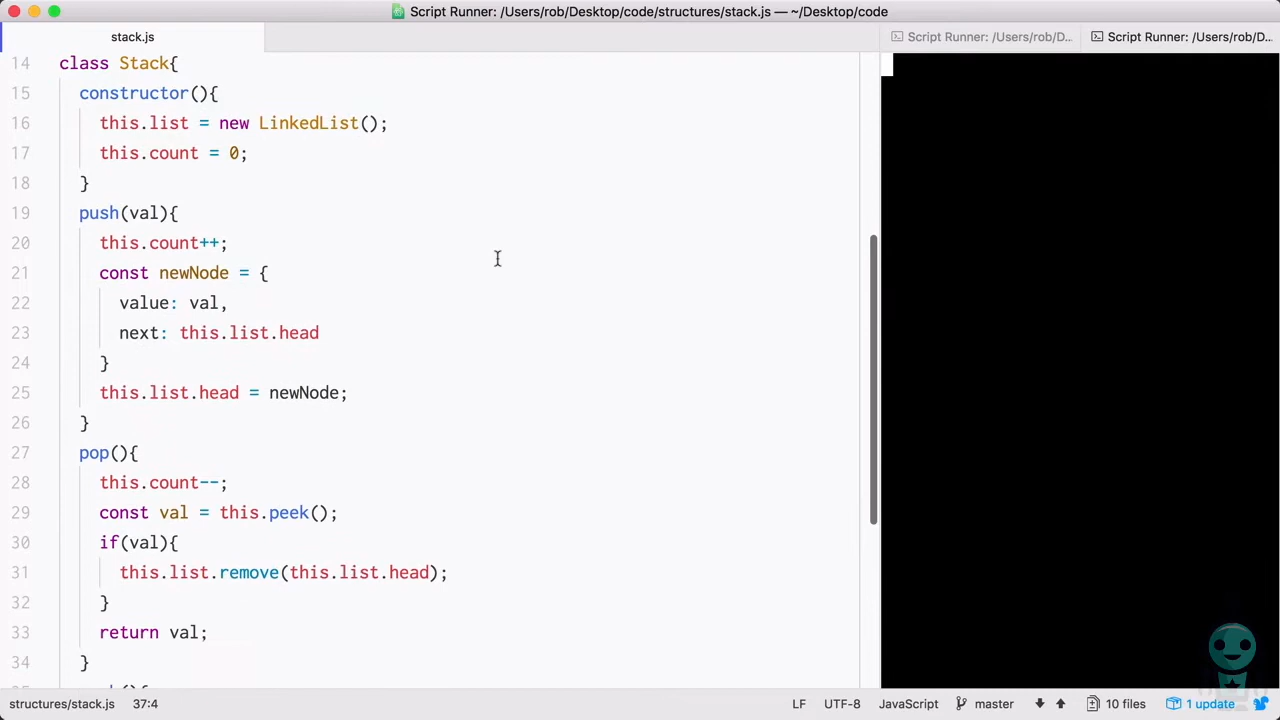 Script Runner: /Users/rob/Desktop/code/structures/stack.js — ~/Desktop/code
stack.js
Script Runner: /Users/rob/D...
Script Runner: /Users/rob/D...
14 class Stack{
15 constructor(){
16 this.list = new LinkedList();
17 this.count = 0;
18 }
19 push(val){
20 this.count++;
21 const newNode = {
22 value: val,
23 next: this.list.head
24 }
25 this.list.head = newNode;
26 }
27 pop(){
28 this.count--;
29 const val = this.peek();
30 if(val){
31 this.list.remove(this.list.head);
32 }
33 return val;
34 }
structures/stack.js 37:4 LF UTF-8 JavaScript master 10 files 1 update